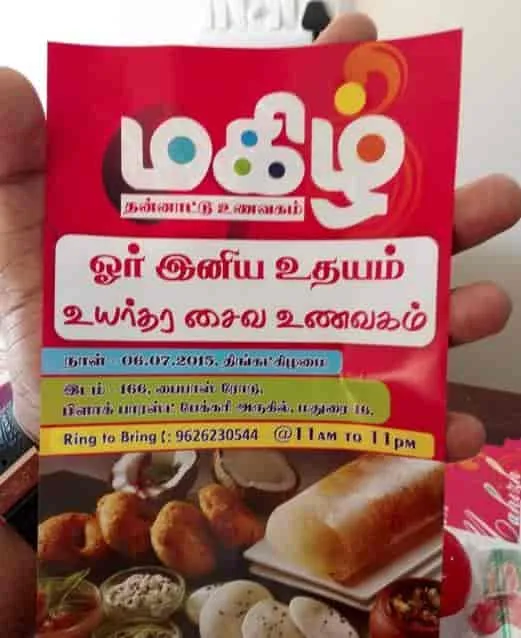 மகிழ்
தன்னாட்டு உணவகம்
ஓர் இனிய உதயம்
உயர்தர சைவ உணவகம்
நாள் 06.07.2015, திங்கட்கிழமை
இடம் 166, பைபாஸ் ரோடு,
பிளாக் பாரஸ்ட் பேக்கரி அருகில், மதுரை 16,
Ring to Bring (: 9626230544 @11AM TO 11PM